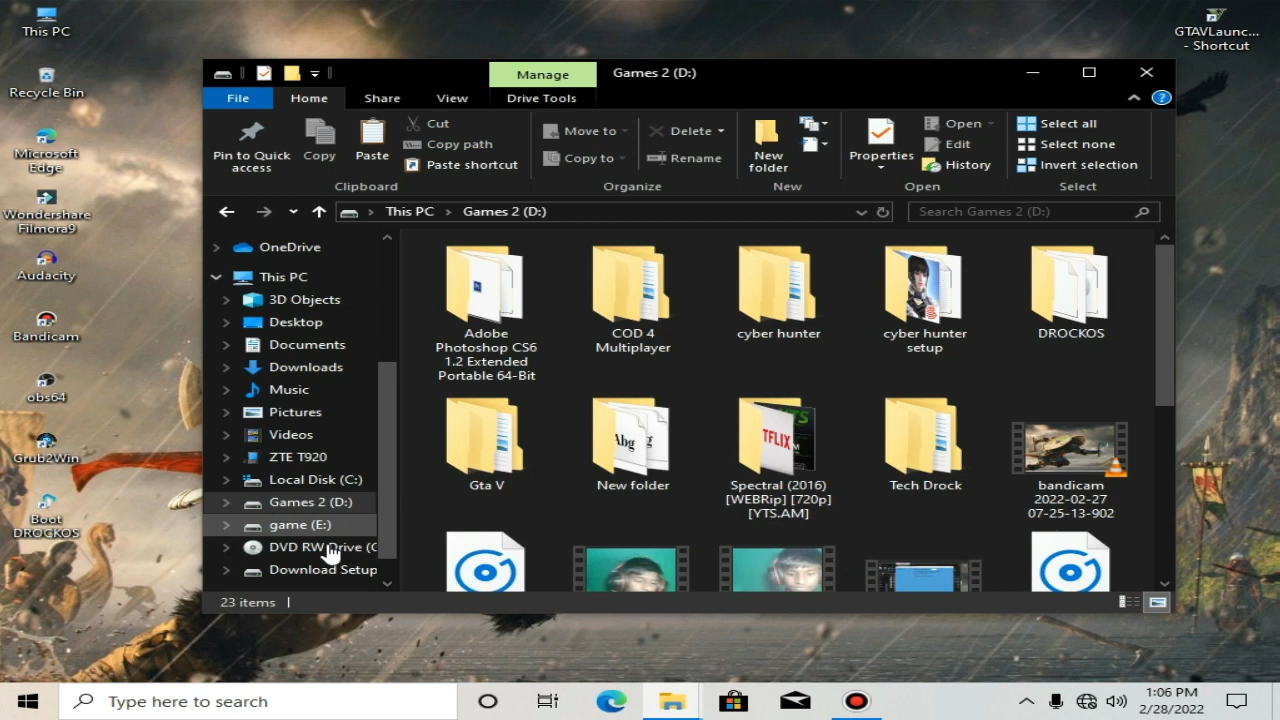 This PC
Recycle Bin
Microsoft
Edge
Wondershare
Filmora9
Audacity
Bandicam
obs64
Grub2Win
Boot
DROCKOS
GTAVLaunc...
- Shortcut
Manage
Games 2 (D:)
File
Home
Share
View
Drive Tools
Pin to Quick
access
Copy
Paste
Cut
Copy path
Paste shortcut
Clipboard
Move to
Copy to
Delete
Rename
Organize
New
folder
New
Properties
Open
Edit
History
Open
Select all
Select none
Invert selection
Select
This PC > Games 2 (D:)
Search Games 2 (D:)
OneDrive
This PC
3D Objects
Desktop
Documents
Downloads
Music
Pictures
Videos
ZTE T920
Local Disk (C:)
Games 2 (D:)
game (E:)
DVD RW Drive (G
Download Setup
Adobe
Photoshop CS6
1.2 Extended
Portable 64-Bit
COD 4
Multiplayer
cyber hunter
cyber hunter
setup
DROCKOS
Gta V
Abg
New folder
TFLIX
Spectral (2016)
[WEBRip] [720p]
[YTS.AM]
Tech Drock
bandicam
2022-02-27
07-25-13-902
23 items
Type here to search
1:06 PM
2/28/2022